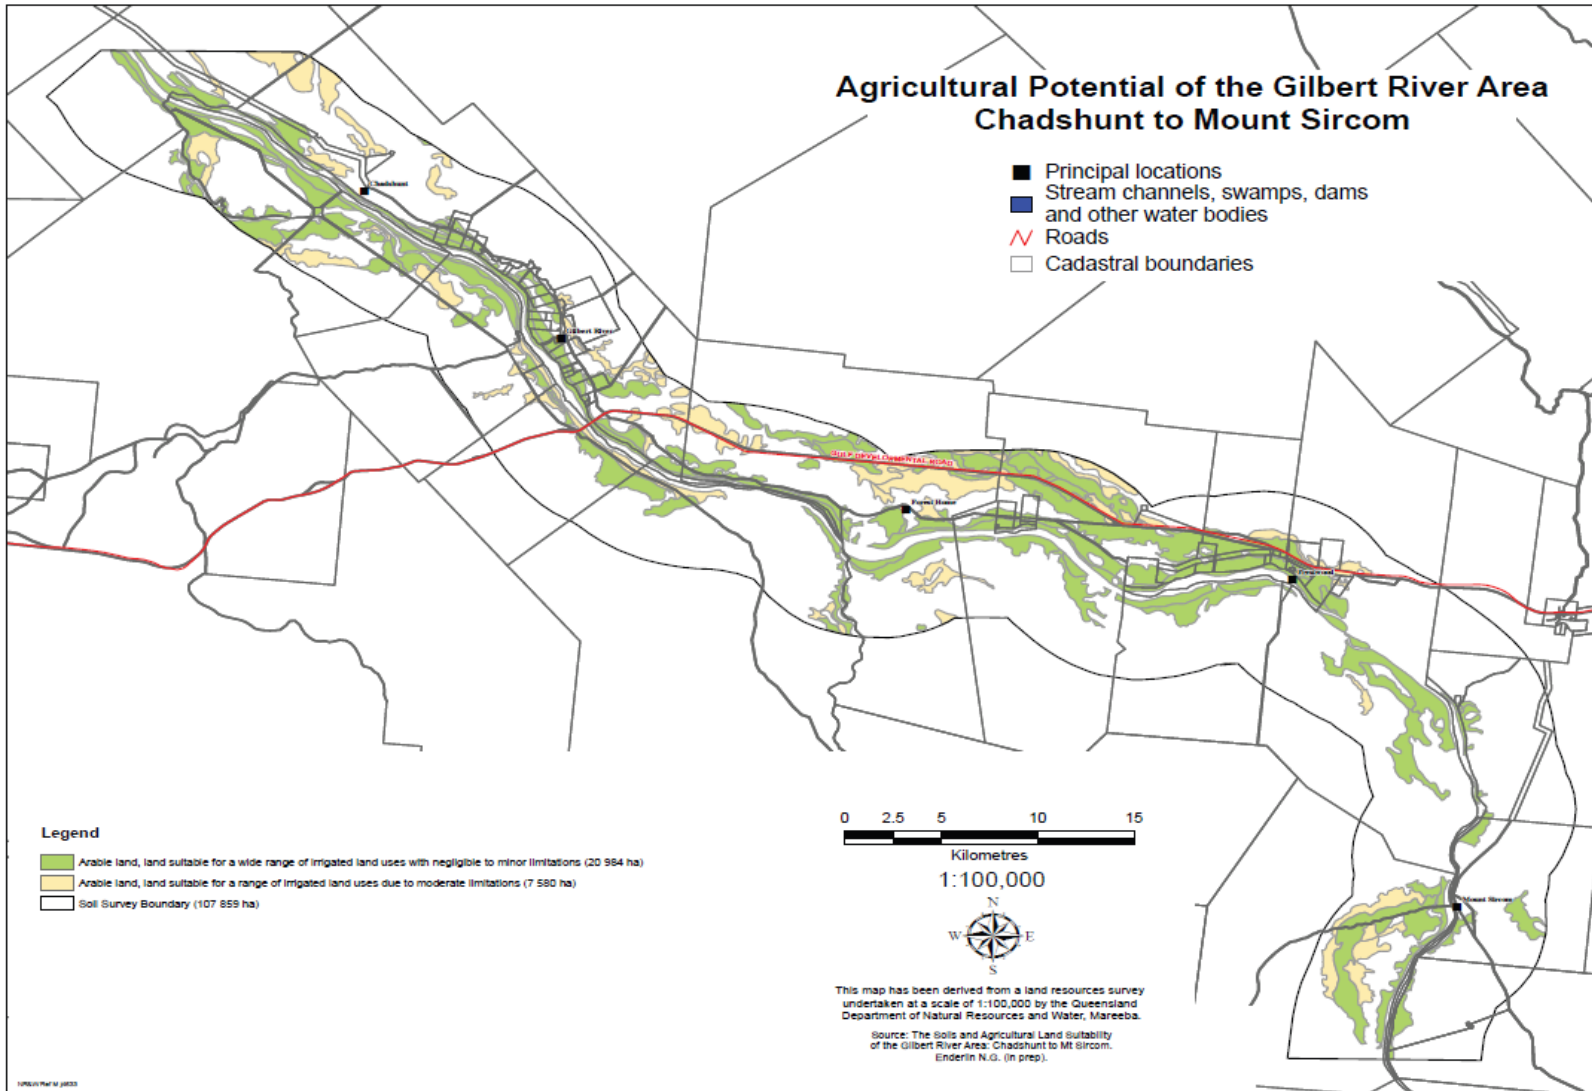 Agricultural Potential of the Gilbert River Area
Chadshunt to Mount Sircom
Principal locations
Stream channels, swamps, dams
and other water bodies
Roads
Cadastral boundaries
Chadshunt
Gilbert River
GULF DEVELOPMENTAL ROAD
Forest Home
Mount Sircom
Legend
Arable land, land suitable for a wide range of irrigated land uses with negligible to minor limitations (20 984 ha)
Arable land, land suitable for a range of irrigated land uses due to moderate limitations (7 580 ha)
Soil Survey Boundary (107 859 ha)
0 2.5 5 10 15
Kilometres
1:100,000
N
W E
S
This map has been derived from a land resources survey
undertaken at a scale of 1:100,000 by the Queensland
Department of Natural Resources and Water, Mareeba.
Source: The Soils and Agricultural Land Suitability
of the Gilbert River Area: Chadshunt to Mt Sircom.
Enderlin N.G. (in prep).